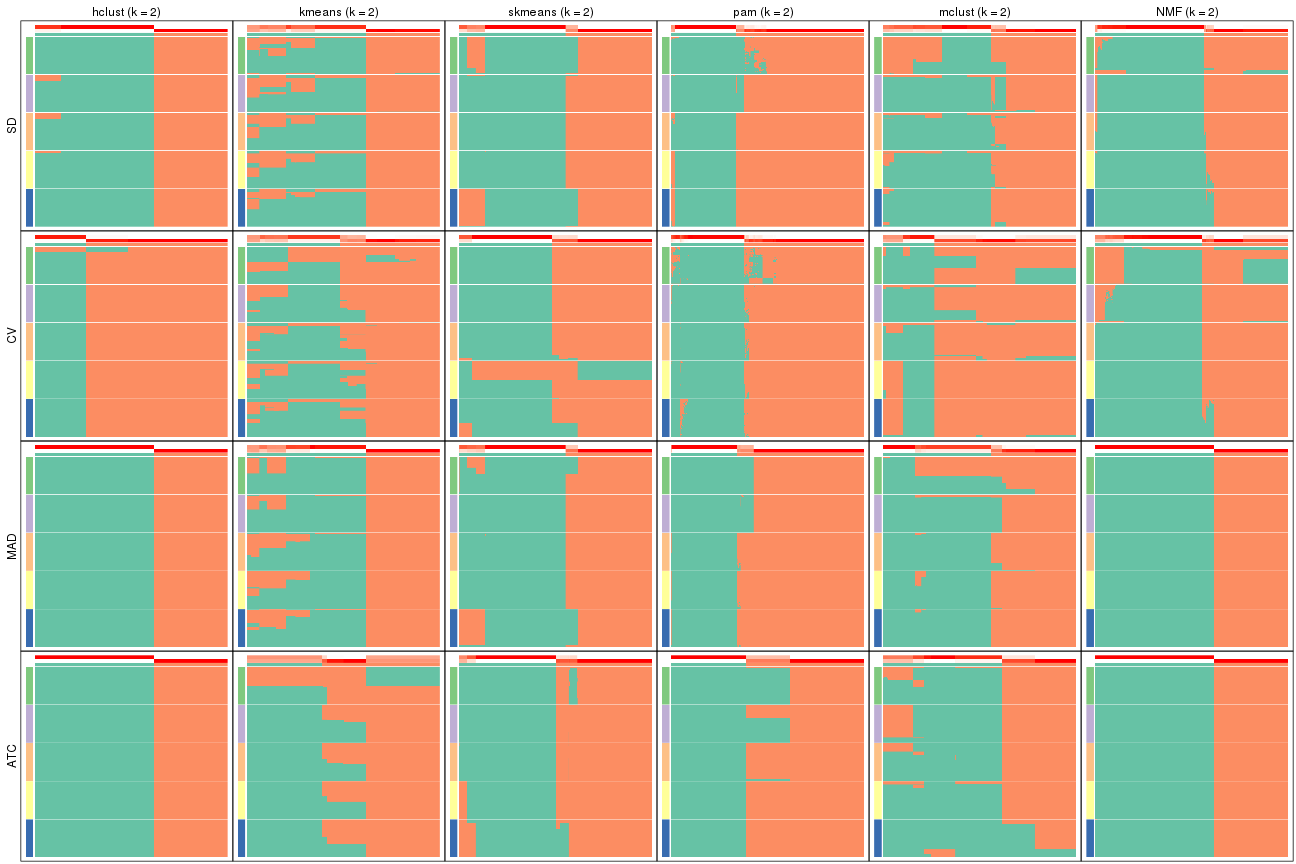 hclust (k = 2) kmeans (k = 2) skmeans (k = 2) pam (k = 2) mclust (k = 2) NMF (k = 2)
SD
CV
MAD
ATC